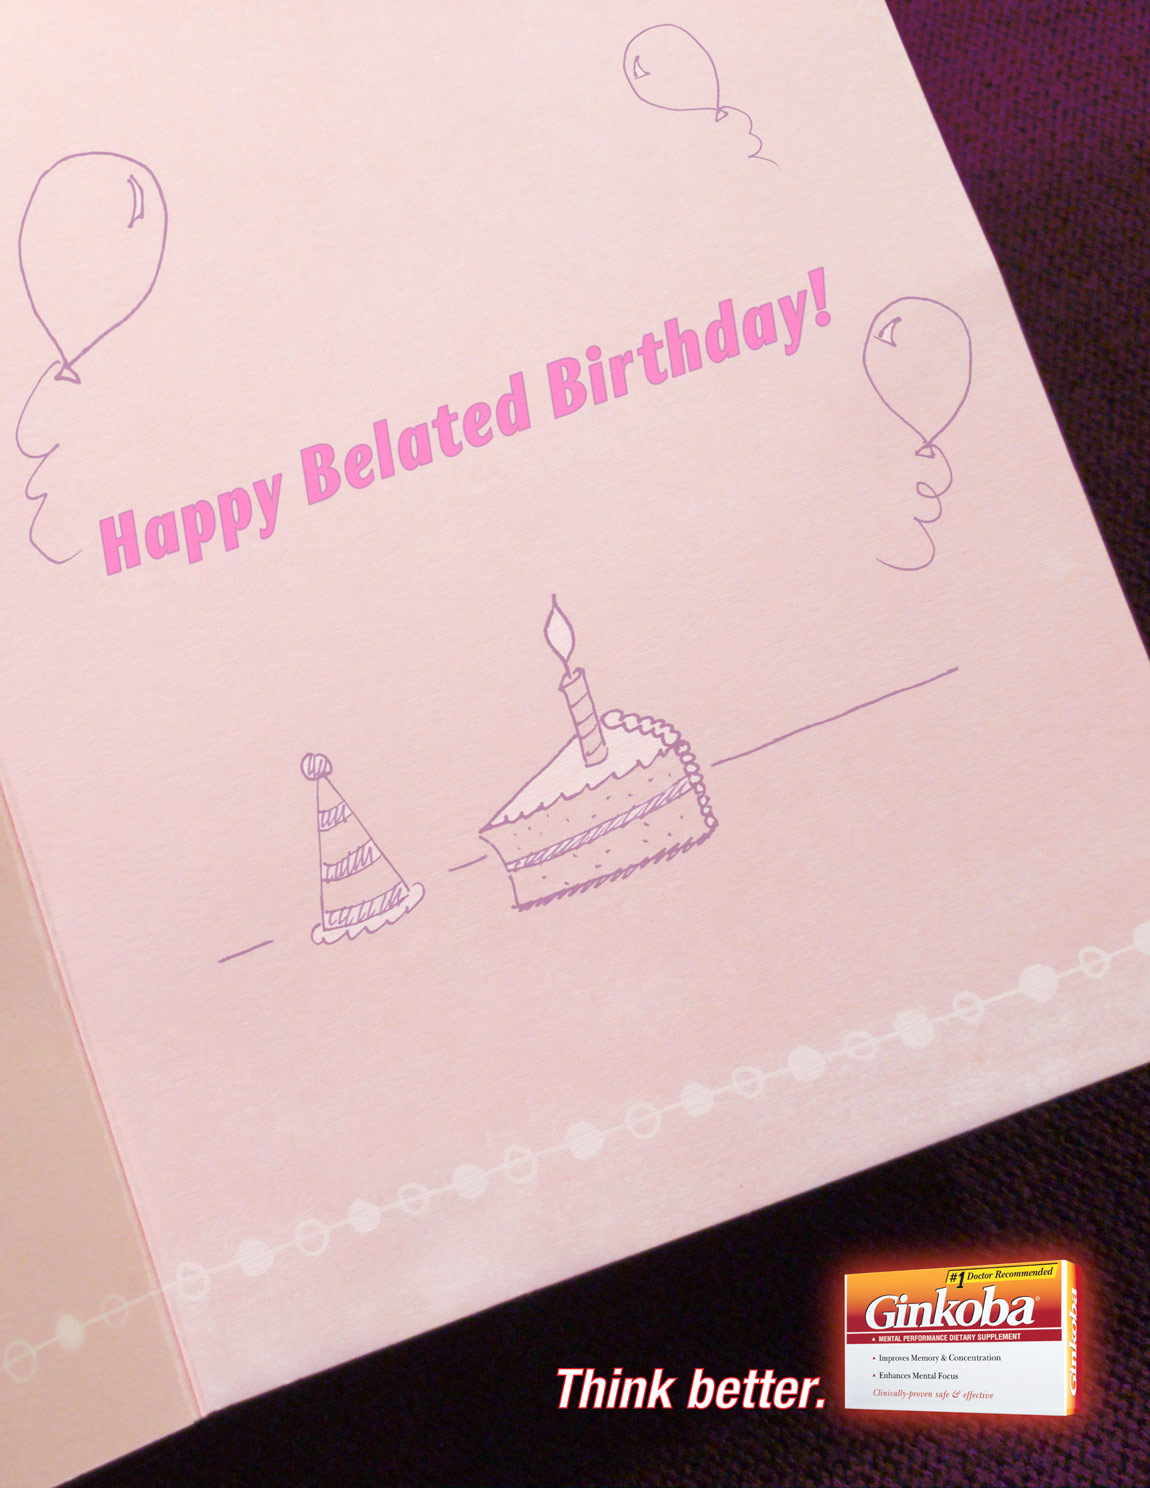 Happy Belated Birthday!
Think better.
#1 Doctor Recommended
Ginkoba®
MENTAL PERFORMANCE DIETARY SUPPLEMENT
Improves Memory & Concentration
Enhances Mental Focus
Clinically-proven safe & effective
Ginkoba